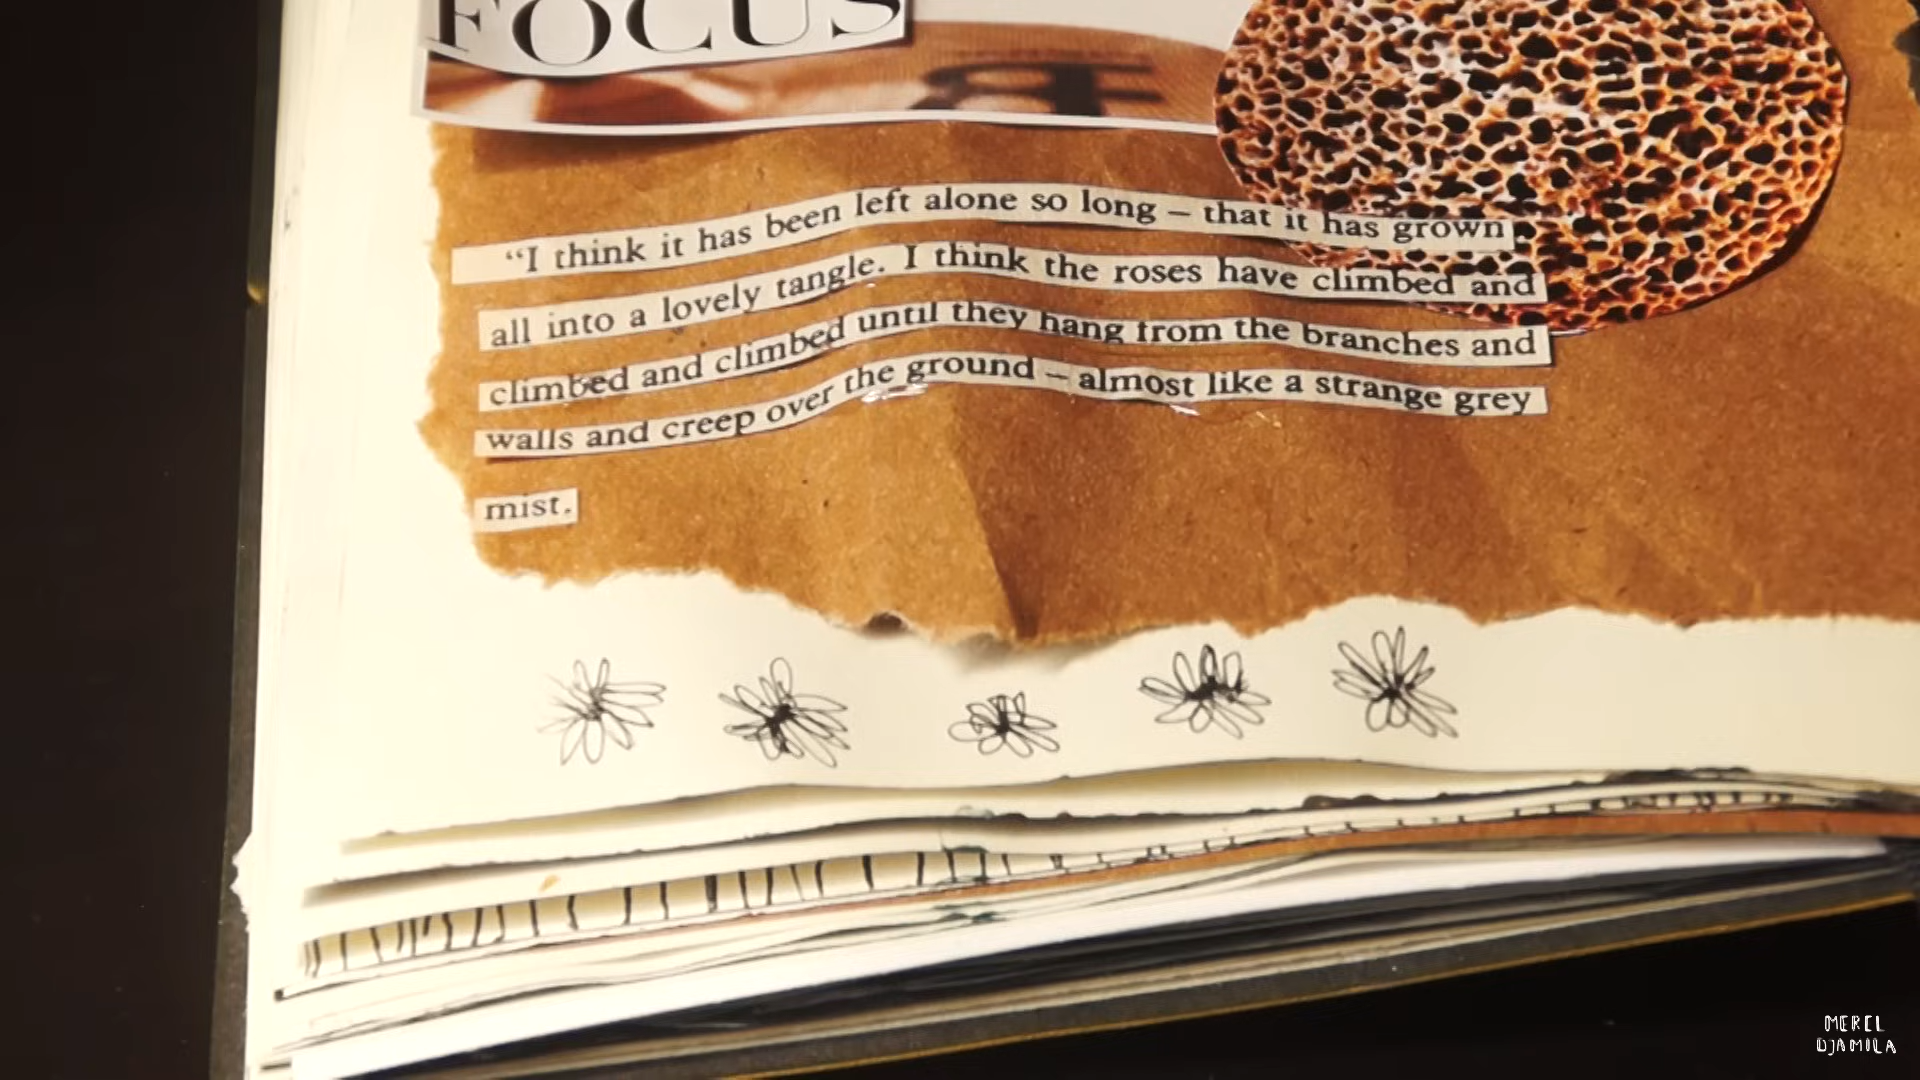 FOCUS
“I think it has been left alone so long – that it has grown
all into a lovely tangle. I think the roses have climbed and
climbed and climbed until they hang from the branches and
walls and creep over the ground – almost like a strange grey
mist.
MEREL
DJAMILA